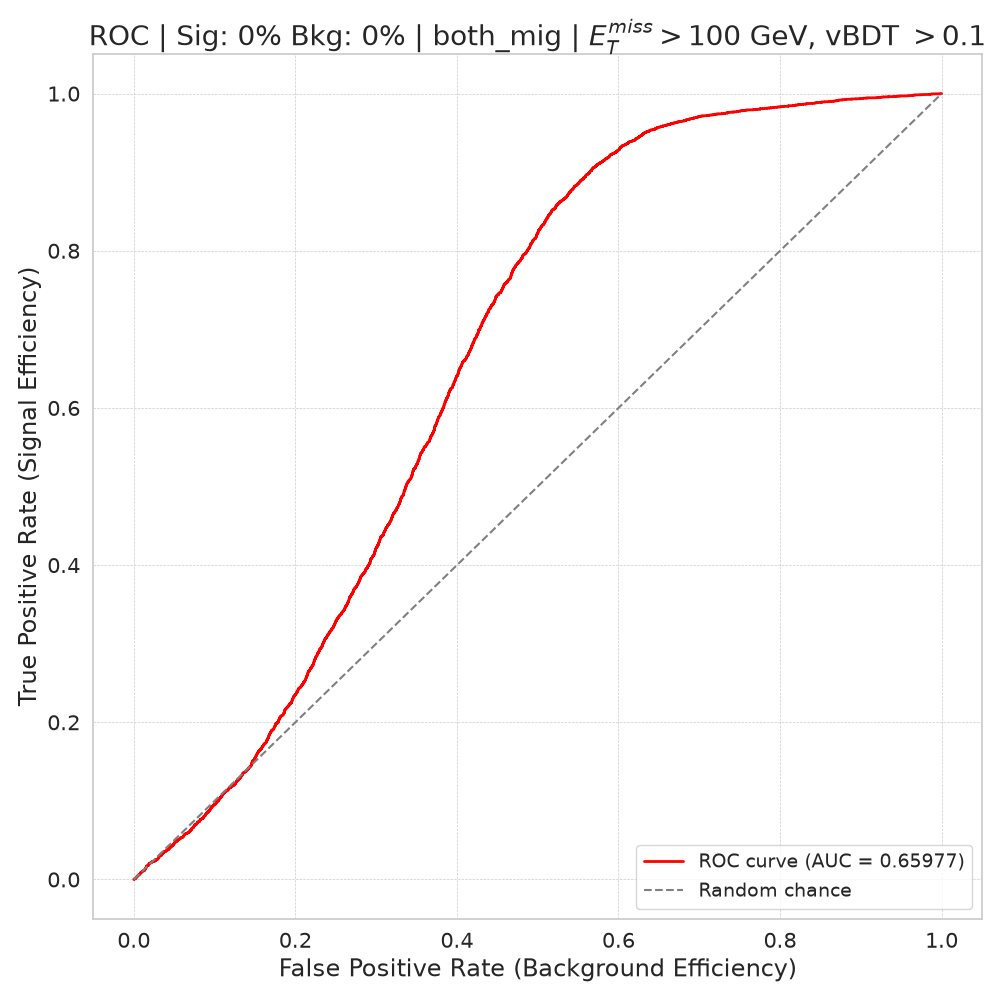 ROC | Sig: 0% Bkg: 0% | both_mig | $E_T^{miss} > 100$ GeV, vBDT $> 0.1$
True Positive Rate (Signal Efficiency)
1.0
0.8
0.6
0.4
0.2
0.0
ROC curve (AUC = 0.65977)
Random chance
0.0 0.2 0.4 0.6 0.8 1.0
False Positive Rate (Background Efficiency)